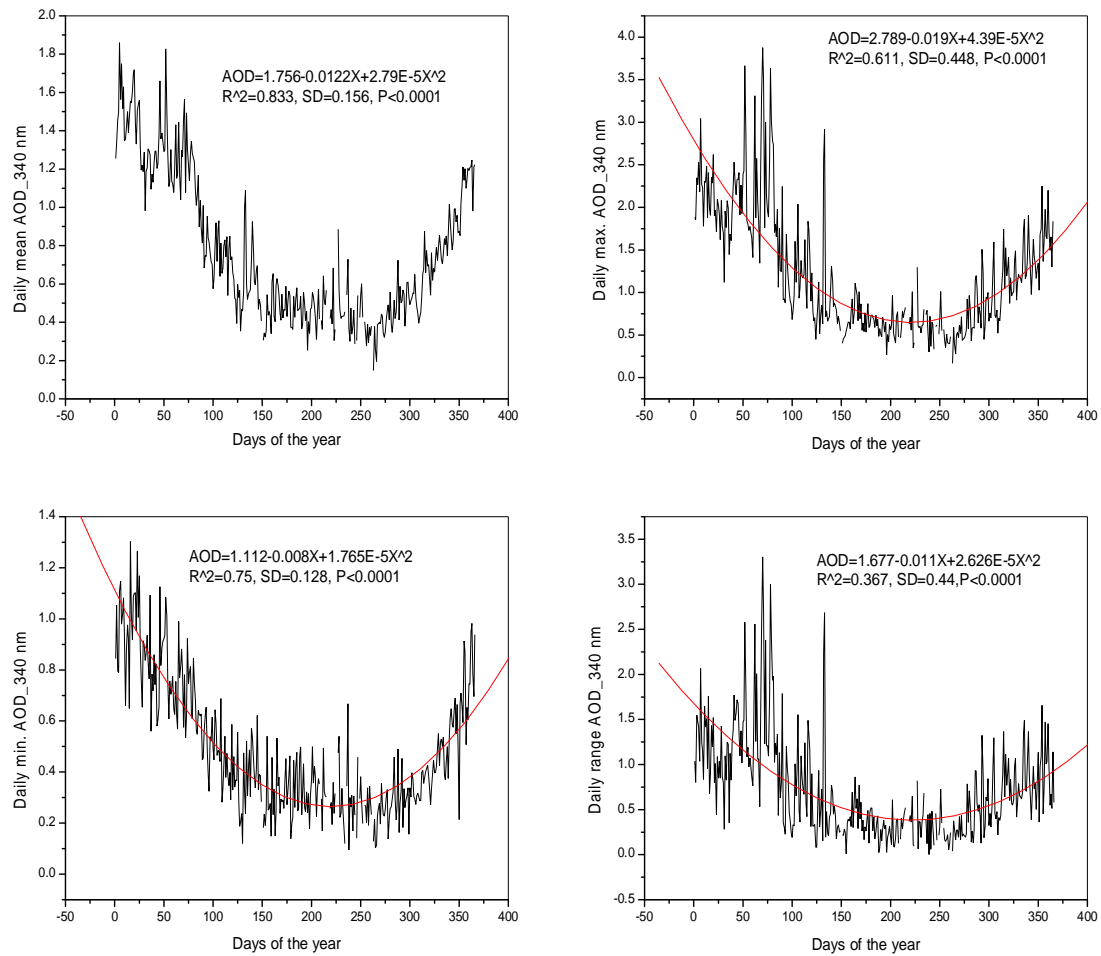 AOD=1.756-0.0122X+2.79E-5X^2
R^2=0.833, SD=0.156, P<0.0001
Daily mean AOD_340 nm
2.0
1.8
1.6
1.4
1.2
1.0
0.8
0.6
0.4
0.2
0.0
-50 0 50 100 150 200 250 300 350 400
Days of the year
AOD=2.789-0.019X+4.39E-5X^2
R^2=0.611, SD=0.448, P<0.0001
Daily max. AOD_340 nm
4.0
3.5
3.0
2.5
2.0
1.5
1.0
0.5
0.0
-50 0 50 100 150 200 250 300 350 400
Days of the year
AOD=1.112-0.008X+1.765E-5X^2
R^2=0.75, SD=0.128, P<0.0001
Daily min. AOD_340 nm
1.4
1.2
1.0
0.8
0.6
0.4
0.2
0.0
-50 0 50 100 150 200 250 300 350 400
Days of the year
AOD=1.677-0.011X+2.626E-5X^2
R^2=0.367, SD=0.44,P<0.0001
Daily range AOD_340 nm
3.5
3.0
2.5
2.0
1.5
1.0
0.5
0.0
-0.5
-50 0 50 100 150 200 250 300 350 400
Days of the year